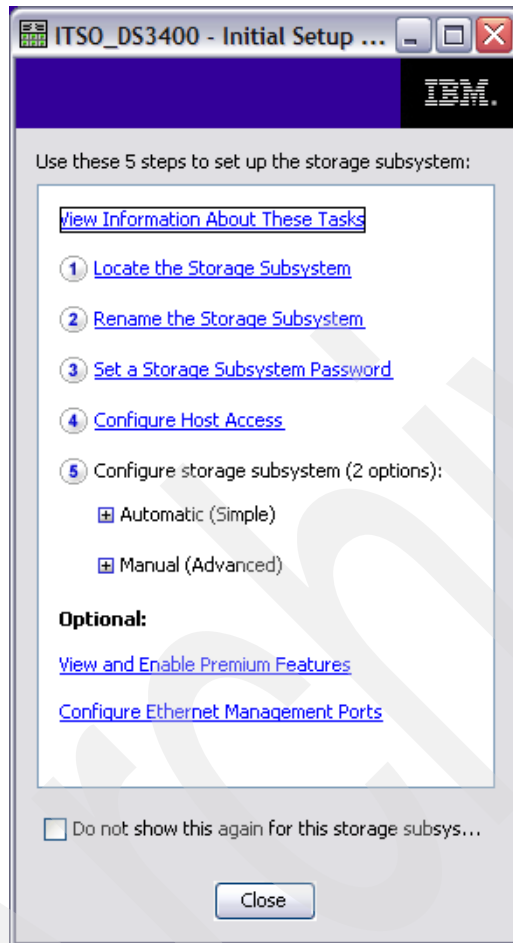 ITSO_DS3400 - Initial Setup ...
IBM.
Use these 5 steps to set up the storage subsystem:
View Information About These Tasks
1 Locate the Storage Subsystem
2 Rename the Storage Subsystem
3 Set a Storage Subsystem Password
4 Configure Host Access
5 Configure storage subsystem (2 options):
Automatic (Simple)
Manual (Advanced)
Optional:
View and Enable Premium Features
Configure Ethernet Management Ports
Do not show this again for this storage subsys...
Close